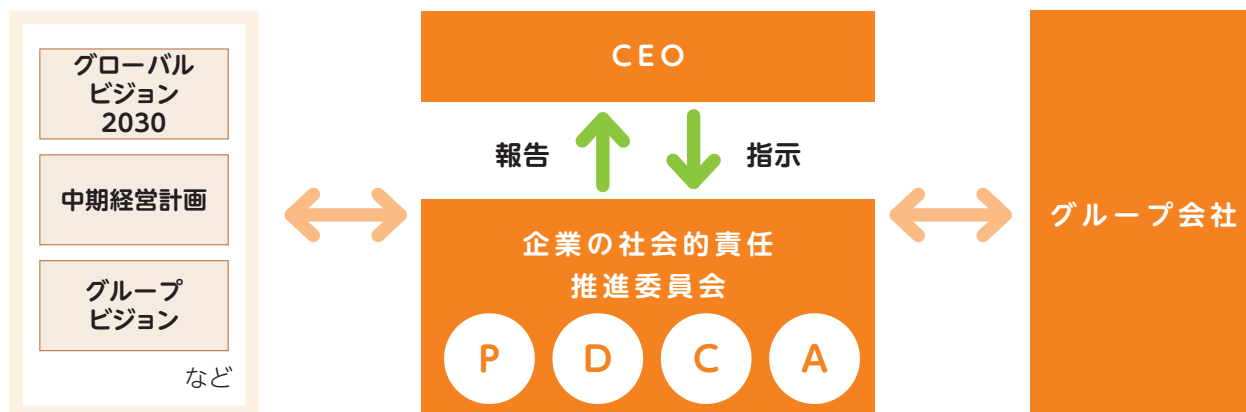 グローバル
ビジョン
2030
中期経営計画
グループ
ビジョン
など
CEO
報告
指示
企業の社会的責任
推進委員会
P D C A
グループ会社